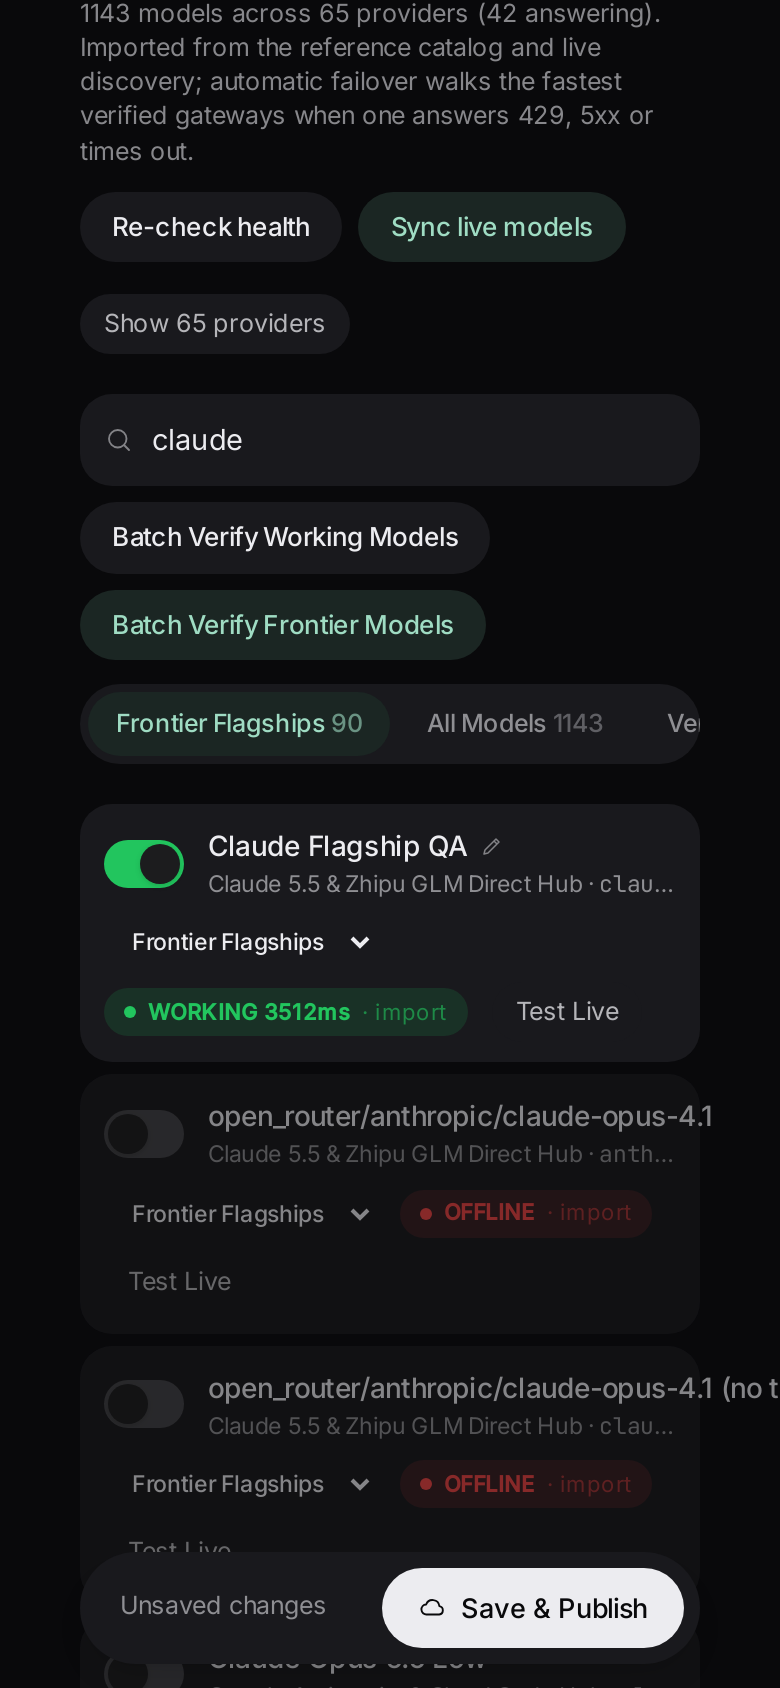 1143 models across 65 providers (42 answering).
Imported from the reference catalog and live
discovery; automatic failover walks the fastest
verified gateways when one answers 429, 5xx or
times out.
Re-check health
Sync live models
Show 65 providers
claude
Batch Verify Working Models
Batch Verify Frontier Models
Frontier Flagships 90
All Models 1143
Claude Flagship QA
Claude 5.5 & Zhipu GLM Direct Hub · clau...
Frontier Flagships
WORKING 3512ms · import
Test Live
open_router/anthropic/claude-opus-4.1
Claude 5.5 & Zhipu GLM Direct Hub · anth...
Frontier Flagships
OFFLINE · import
Test Live
open_router/anthropic/claude-opus-4.1 (no t
Claude 5.5 & Zhipu GLM Direct Hub · clau...
Frontier Flagships
OFFLINE · import
Test Live
Unsaved changes
Save & Publish